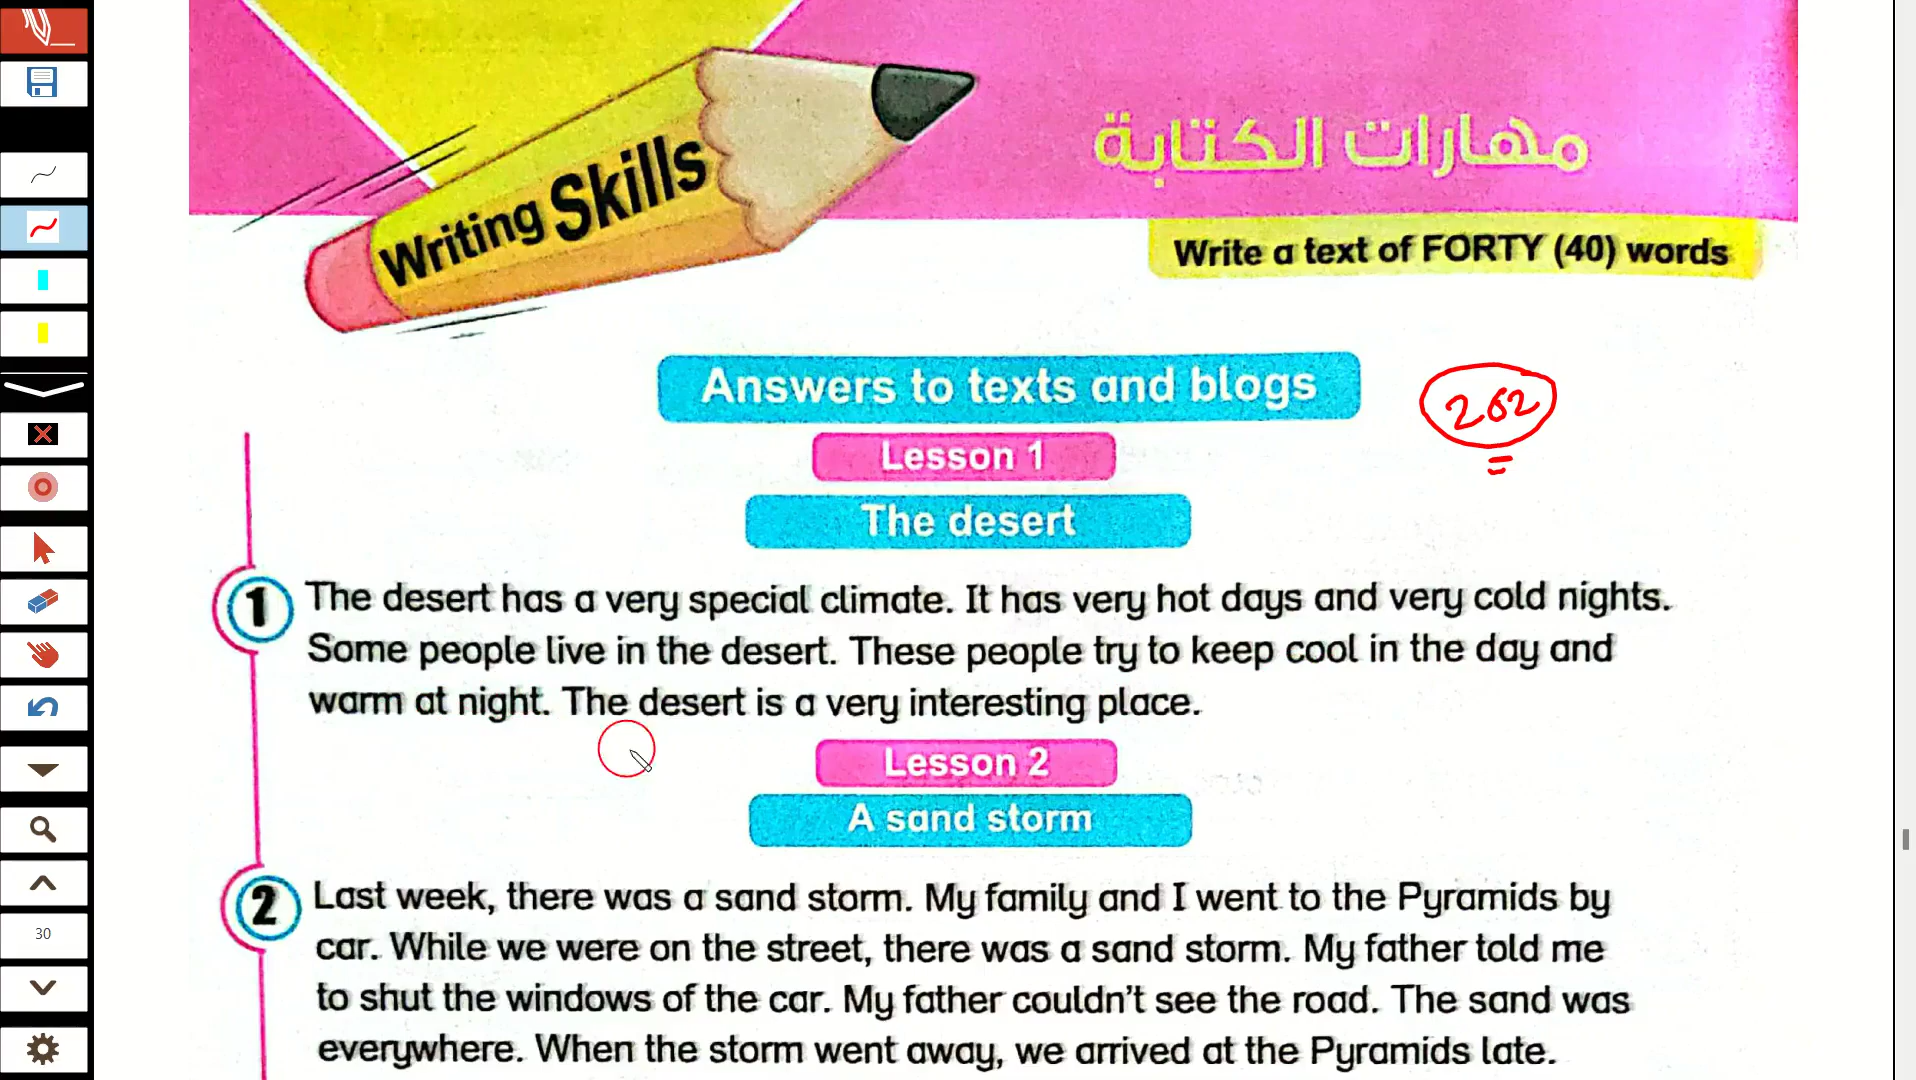 Writing Skills
مهارات الكتابة
Write a text of FORTY (40) words
Answers to texts and blogs
262
Lesson 1
The desert
1 The desert has a very special climate. It has very hot days and very cold nights.
Some people live in the desert. These people try to keep cool in the day and
warm at night. The desert is a very interesting place.
Lesson 2
A sand storm
2 Last week, there was a sand storm. My family and I went to the Pyramids by
car. While we were on the street, there was a sand storm. My father told me
to shut the windows of the car. My father couldn't see the road. The sand was
everywhere. When the storm went away, we arrived at the Pyramids late.
30